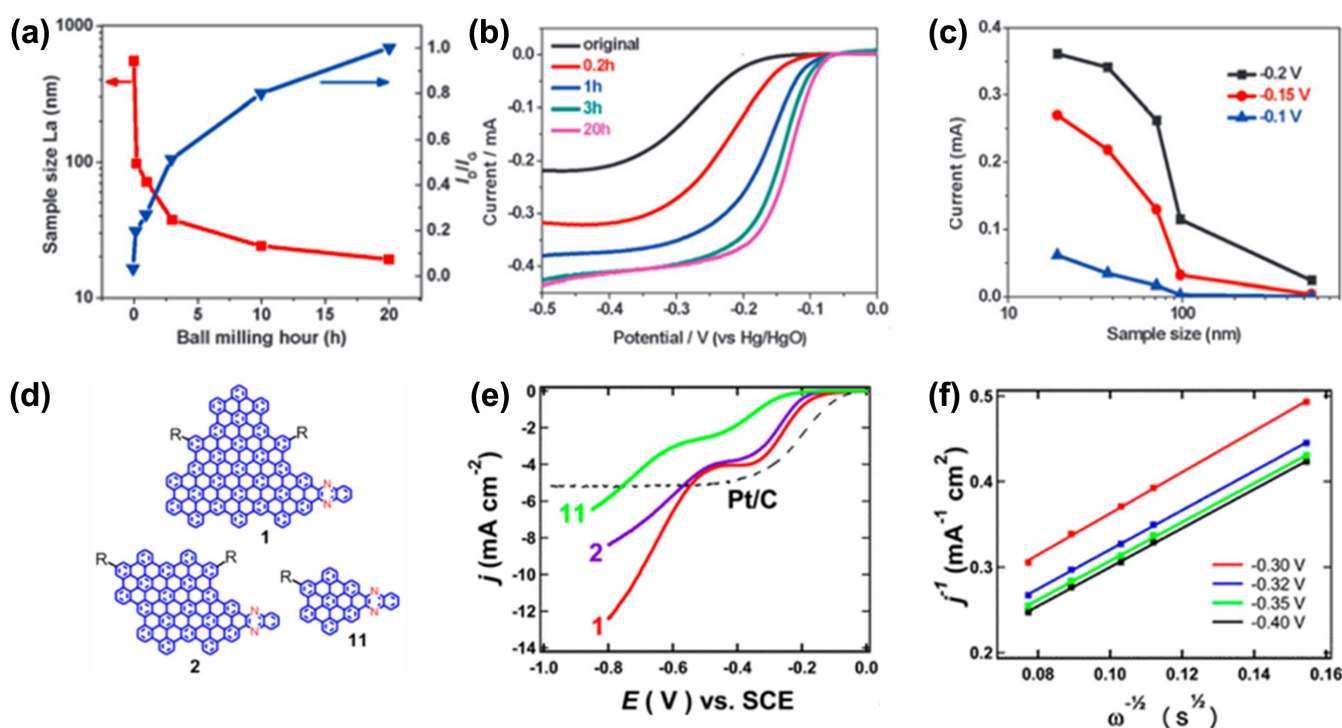 (a)
1000
100
10
Sample size La (nm)
0
5
10
15
20
Ball milling hour (h)
1.0
0.8
0.6
0.4
0.2
0.0
I_D/I_G
(b)
original
0.2h
1h
3h
20h
0.0
-0.1
-0.2
-0.3
-0.4
Current / mA
-0.5
-0.4
-0.3
-0.2
-0.1
0.0
Potential / V (vs Hg/HgO)
(c)
0.4
0.3
0.2
0.1
0.0
Current (mA)
-0.2 V
-0.15 V
-0.1 V
10
100
Sample size (nm)
(d)
R
R
N
N
1
R
R
N
N
2
R
N
N
11
(e)
0
-2
-4
-6
-8
-10
-12
-14
j (mA cm⁻²)
Pt/C
11
2
1
-1.0
-0.8
-0.6
-0.4
-0.2
0.0
E ( V ) vs. SCE
(f)
0.5
0.4
0.3
0.2
j⁻¹ (mA⁻¹ cm²)
-0.30 V
-0.32 V
-0.35 V
-0.40 V
0.08
0.10
0.12
0.14
0.16
ω^-½ (s^½)